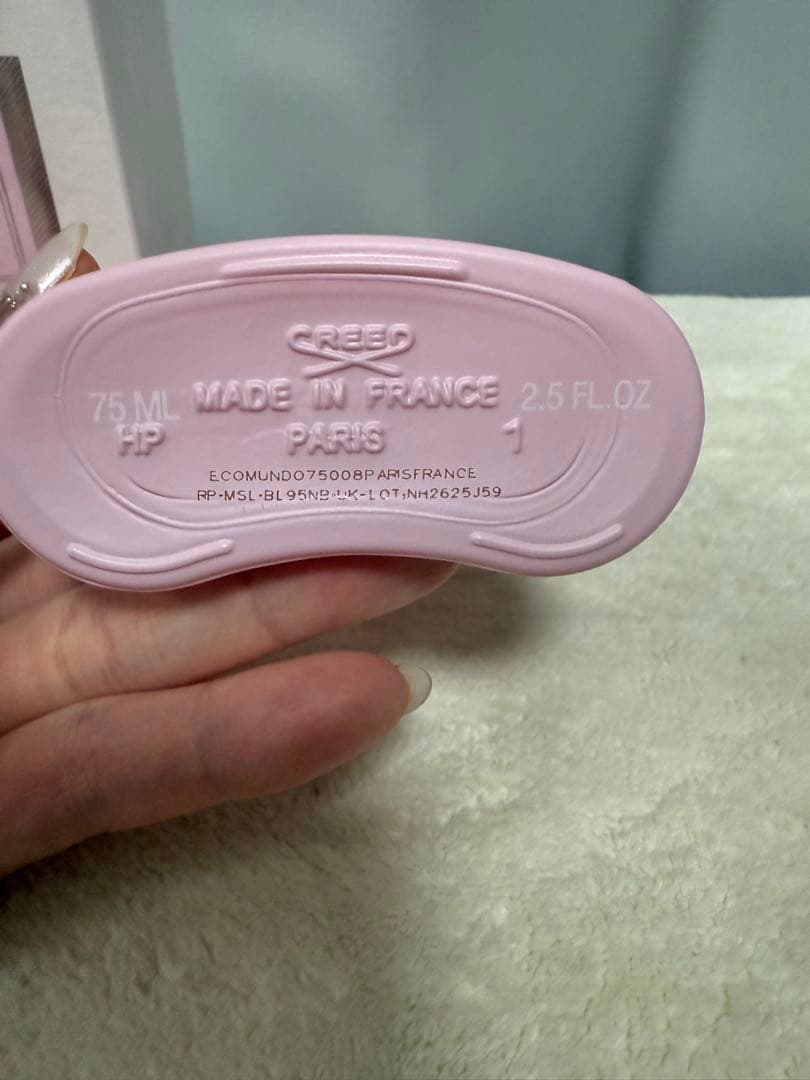 CREED
75 ML MADE IN FRANCE 2.5 FL.OZ
HP PARIS 1
ECOMUNDO75008PARISFRANCE
RP-MSL-BL95NB-UK-LOT:NH2625J59